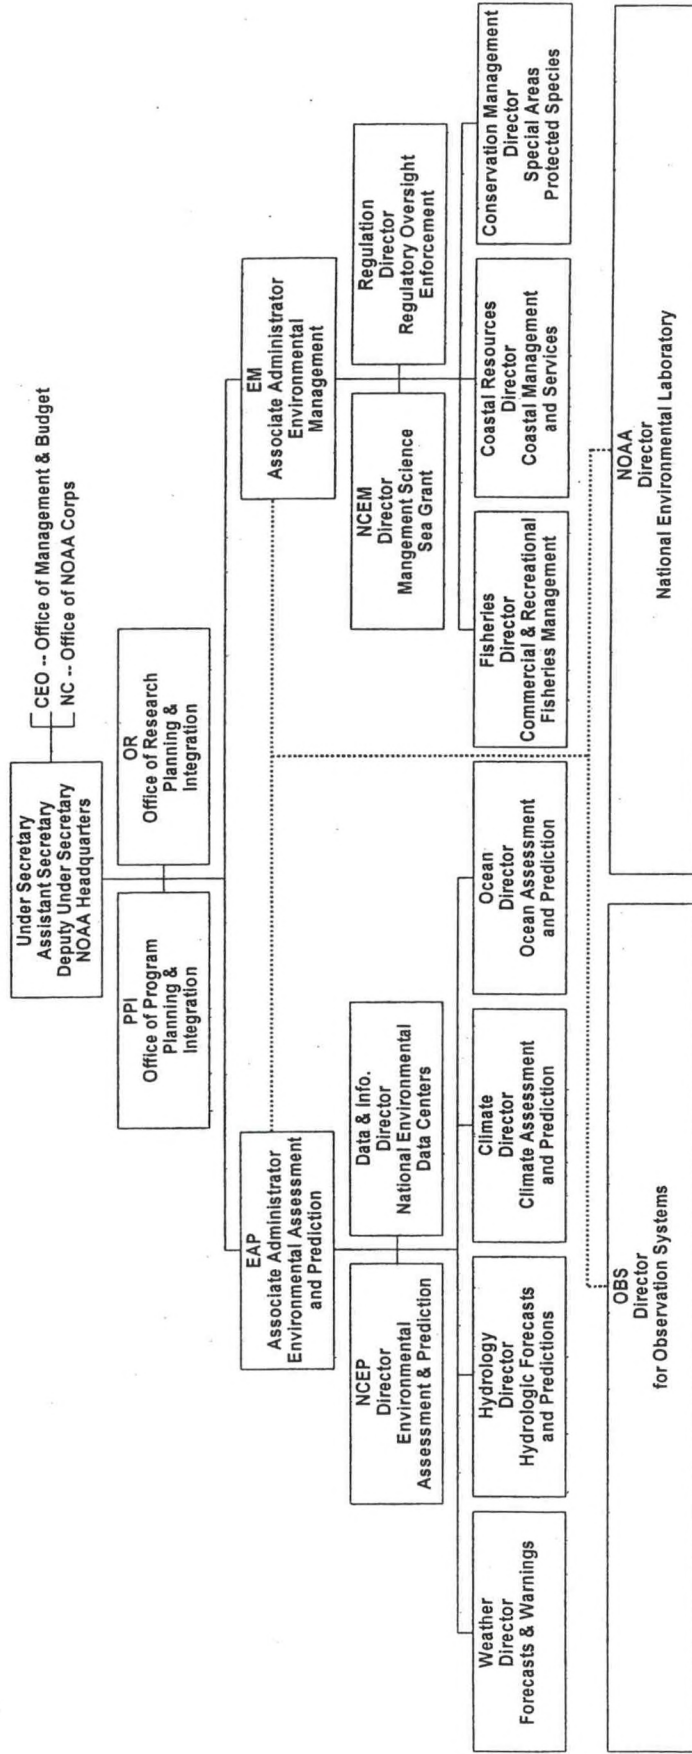 Under Secretary
Assistant Secretary
Deputy Under Secretary
NOAA Headquarters
CEO -- Office of Management & Budget
NC -- Office of NOAA Corps
PPI
Office of Program
Planning &
Integration
OR
Office of Research
Planning &
Integration
EAP
Associate Administrator
Environmental Assessment
and Prediction
EM
Associate Administrator
Environmental
Management
NCEP
Director
Environmental
Assessment & Prediction
Data & Info.
Director
National Environmental
Data Centers
NCEM
Director
Mangement Science
Sea Grant
Regulation
Director
Regulatory Oversight
Enforcement
Weather
Director
Forecasts & Warnings
Hydrology
Director
Hydrologic Forecasts
and Predictions
Climate
Director
Climate Assessment
and Prediction
Ocean
Director
Ocean Assessment
and Prediction
Fisheries
Director
Commercial & Recreational
Fisheries Management
Coastal Resources
Director
Coastal Management
and Services
Conservation Management
Director
Special Areas
Protected Species
OBS
Director
for Observation Systems
NOAA
Director
National Environmental Laboratory